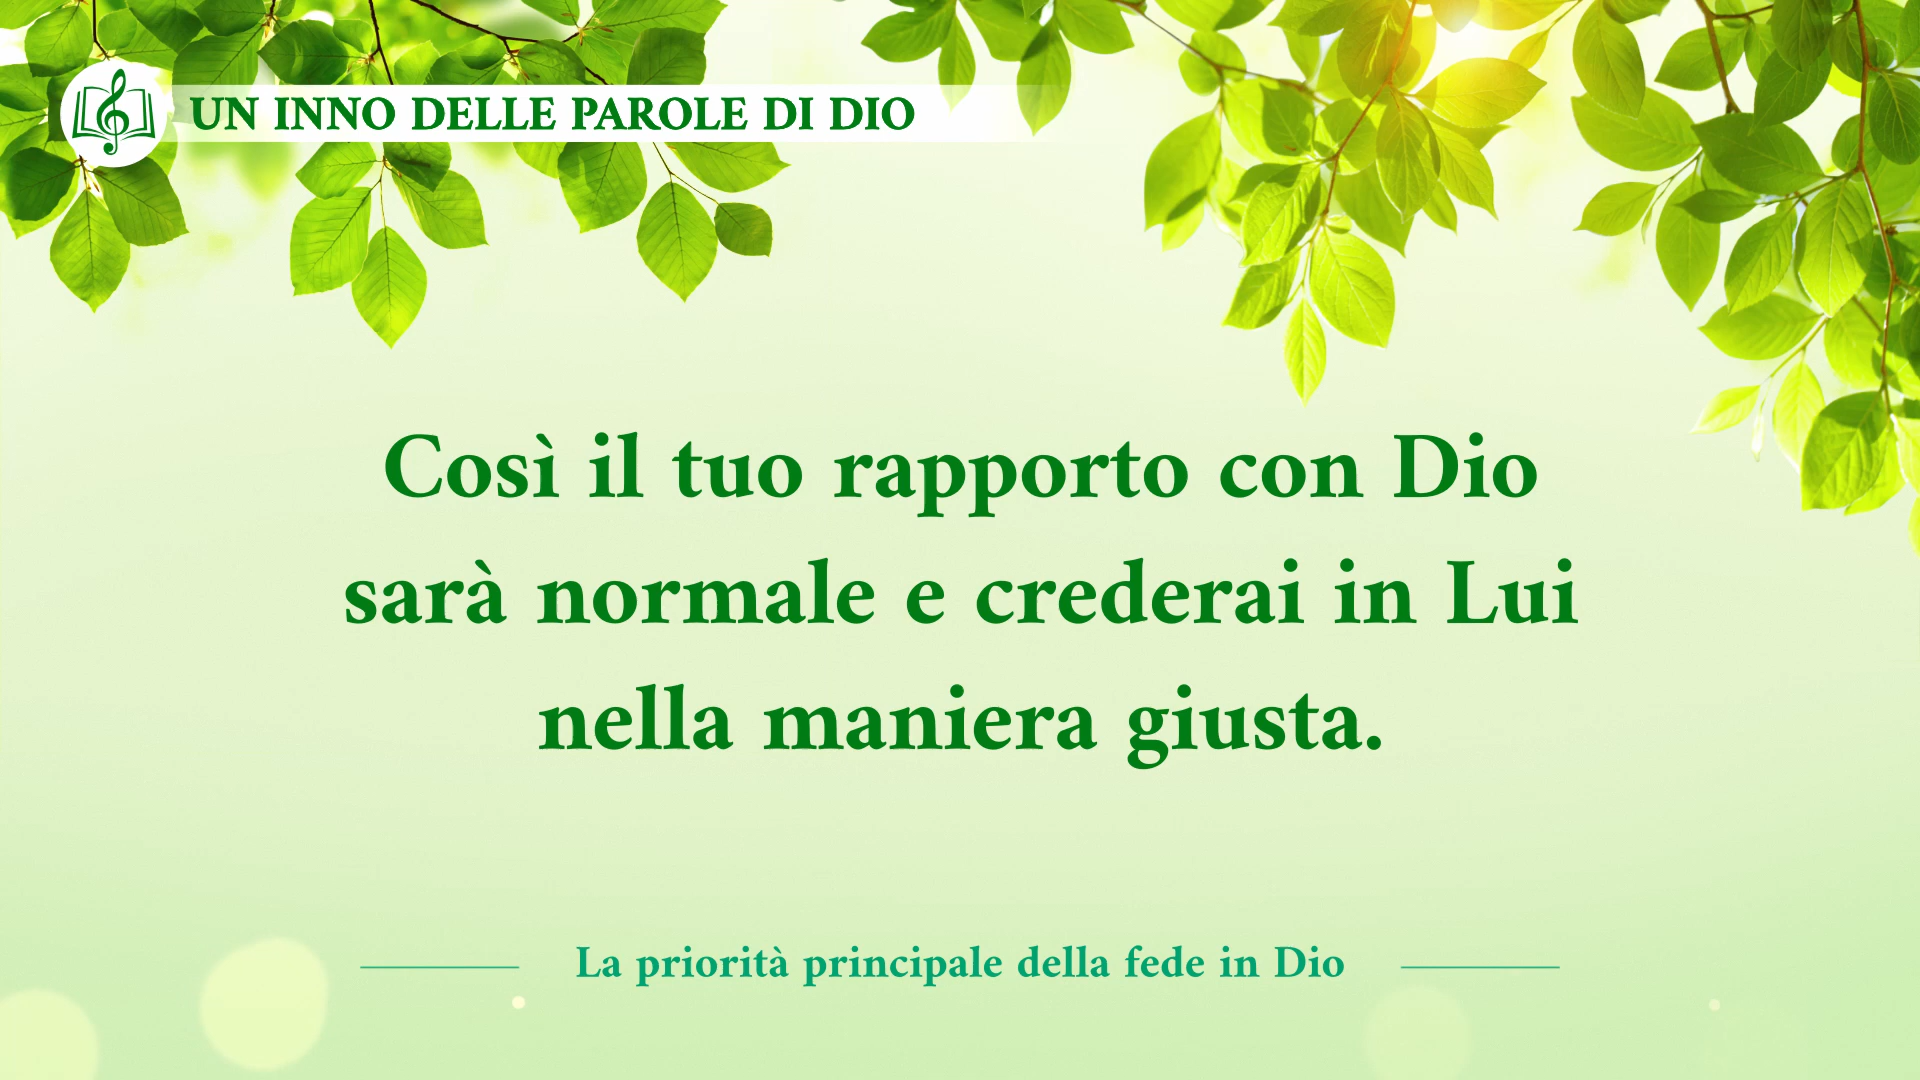 UN INNO DELLE PAROLE DI DIO
Così il tuo rapporto con Dio
sarà normale e crederai in Lui
nella maniera giusta.
La priorità principale della fede in Dio